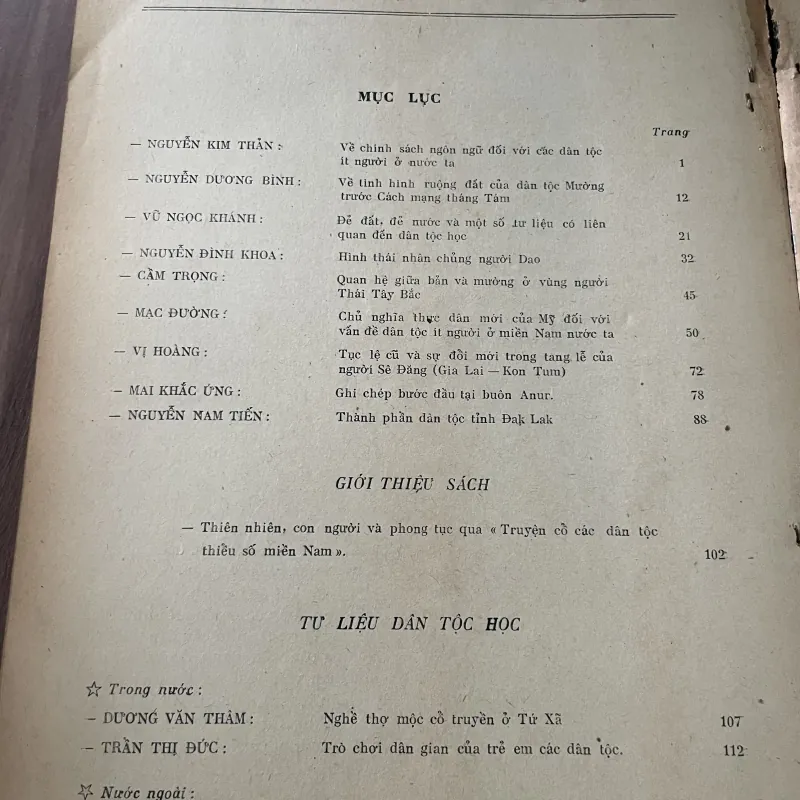 MỤC LỤC
Trang
— NGUYỄN KIM THẢN : Về chính sách ngôn ngữ đối với các dân tộc
ít người ở nước ta 1
— NGUYỄN DƯƠNG BÌNH : Về tình hình ruộng đất của dân tộc Mường
trước Cách mạng tháng Tám 12
— VŨ NGỌC KHÁNH : Đẻ đất, đẻ nước và một số tư liệu có liên
quan đến dân tộc học 21
— NGUYỄN ĐÌNH KHOA : Hình thái nhân chủng người Dao 32
— CẦM TRỌNG : Quan hệ giữa bản và mường ở vùng người
Thái Tây Bắc 45
— MẠC ĐƯỜNG : Chủ nghĩa thực dân mới của Mỹ đối với
vấn đề dân tộc ít người ở miền Nam nước ta 50
— VỊ HOÀNG : Tục lệ cũ và sự đổi mới trong tang lễ của
người Sê Đăng (Gia Lai — Kon Tum) 72
— MAI KHẮC ỨNG : Ghi chép bước đầu tại buôn Anur. 78
— NGUYỄN NAM TIẾN : Thành phần dân tộc tỉnh Đak Lak 88
GIỚI THIỆU SÁCH
— Thiên nhiên, con người và phong tục qua « Truyện cổ các dân tộc
thiểu số miền Nam ». 102
TƯ LIỆU DÂN TỘC HỌC
☆ Trong nước :
— DƯƠNG VĂN THẤM : Nghề thợ mộc cổ truyền ở Tứ Xã 107
— TRẦN THỊ ĐỨC : Trò chơi dân gian của trẻ em các dân tộc. 112
☆ Nước ngoài :